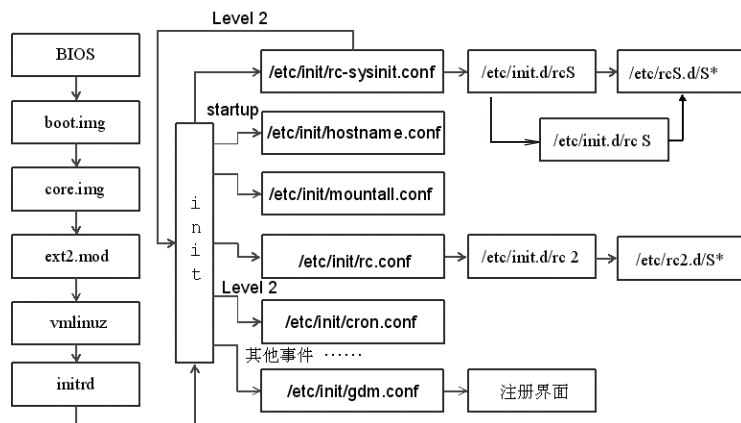 Level 2
BIOS
boot.img
core.img
ext2.mod
vmlinuz
initrd
init
startup
/etc/init/rc-sysinit.conf
/etc/init.d/rcS
/etc/rcS.d/S*
/etc/init.d/rc S
/etc/init/hostname.conf
/etc/init/mountall.conf
/etc/init/rc.conf
/etc/init.d/rc 2
/etc/rc2.d/S*
Level 2
/etc/init/cron.conf
其他事件 ······
/etc/init/gdm.conf
注册界面